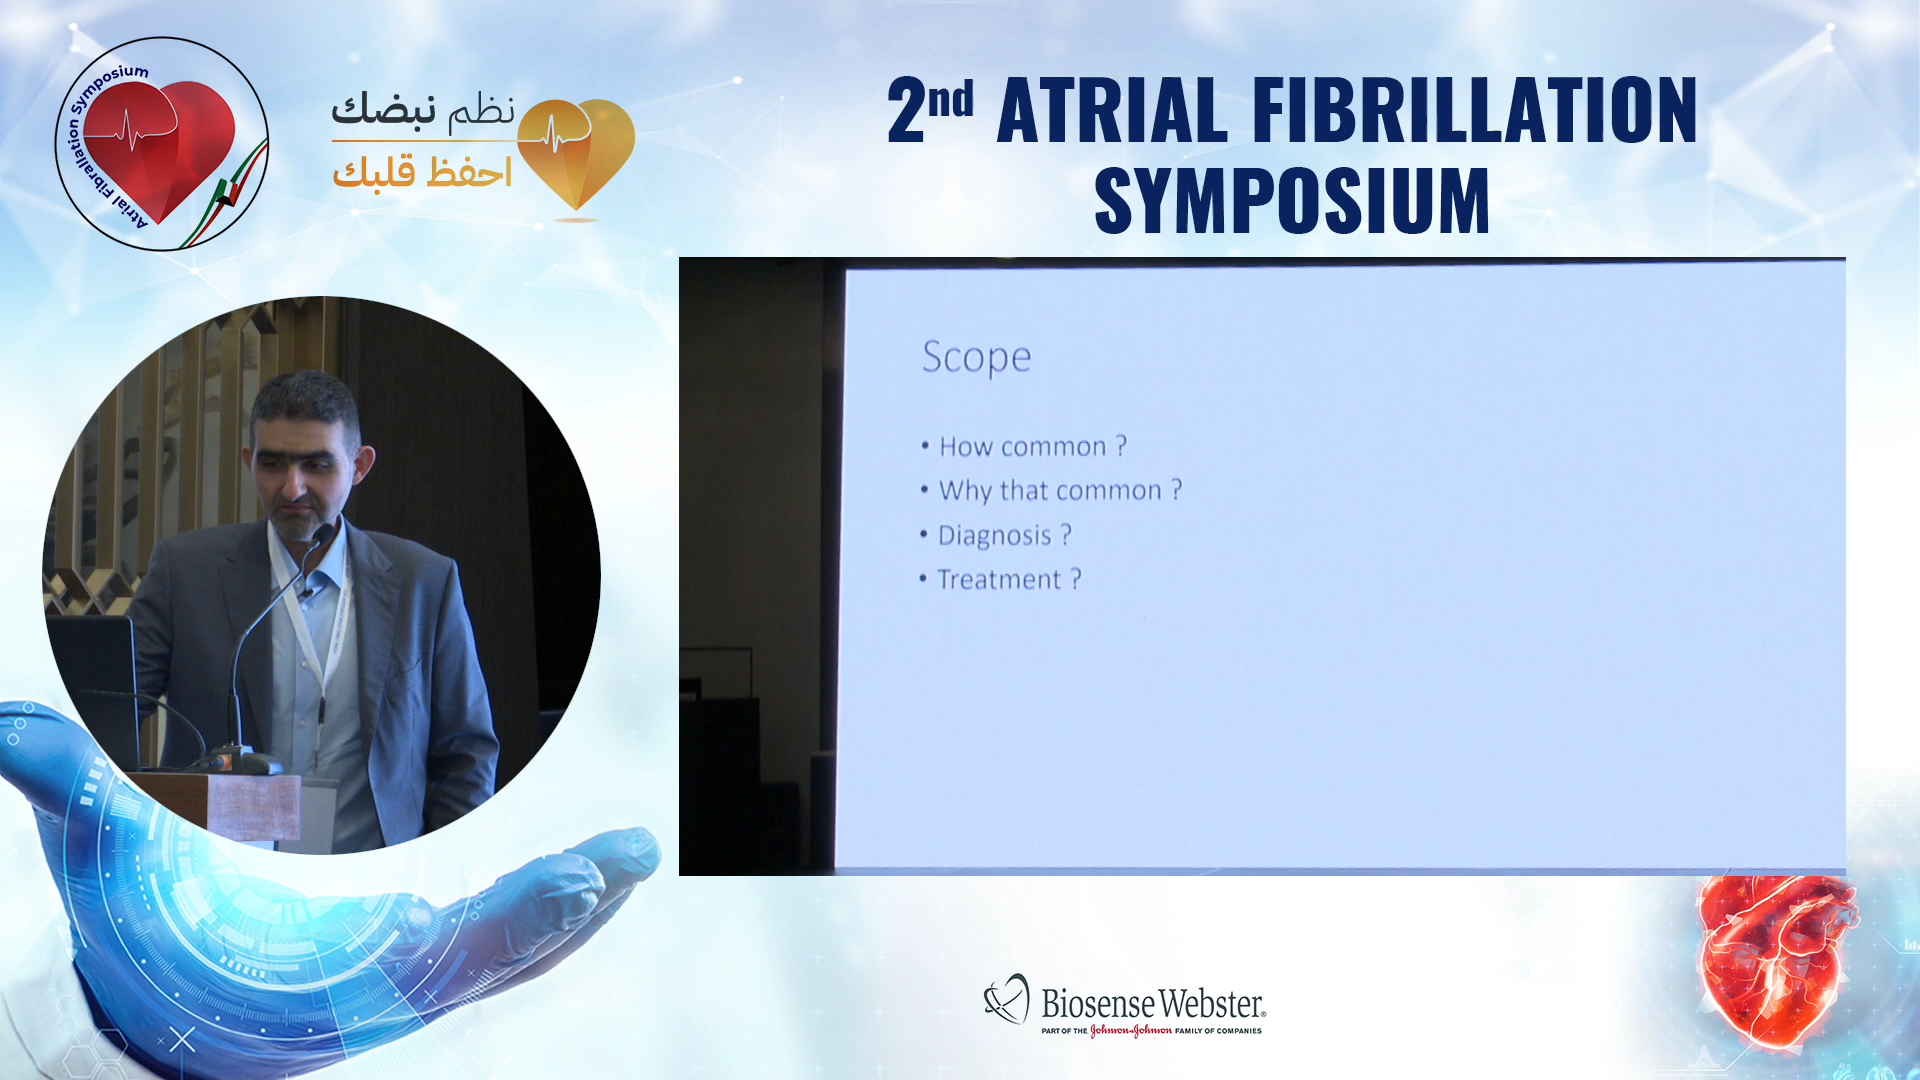 Atrial Fibrallation Symposium
نظم نبضك
احفظ قلبك
2nd ATRIAL FIBRILLATION
SYMPOSIUM
Scope
• How common ?
• Why that common ?
• Diagnosis ?
• Treatment ?
Biosense Webster®
PART OF THE Johnson&Johnson FAMILY OF COMPANIES